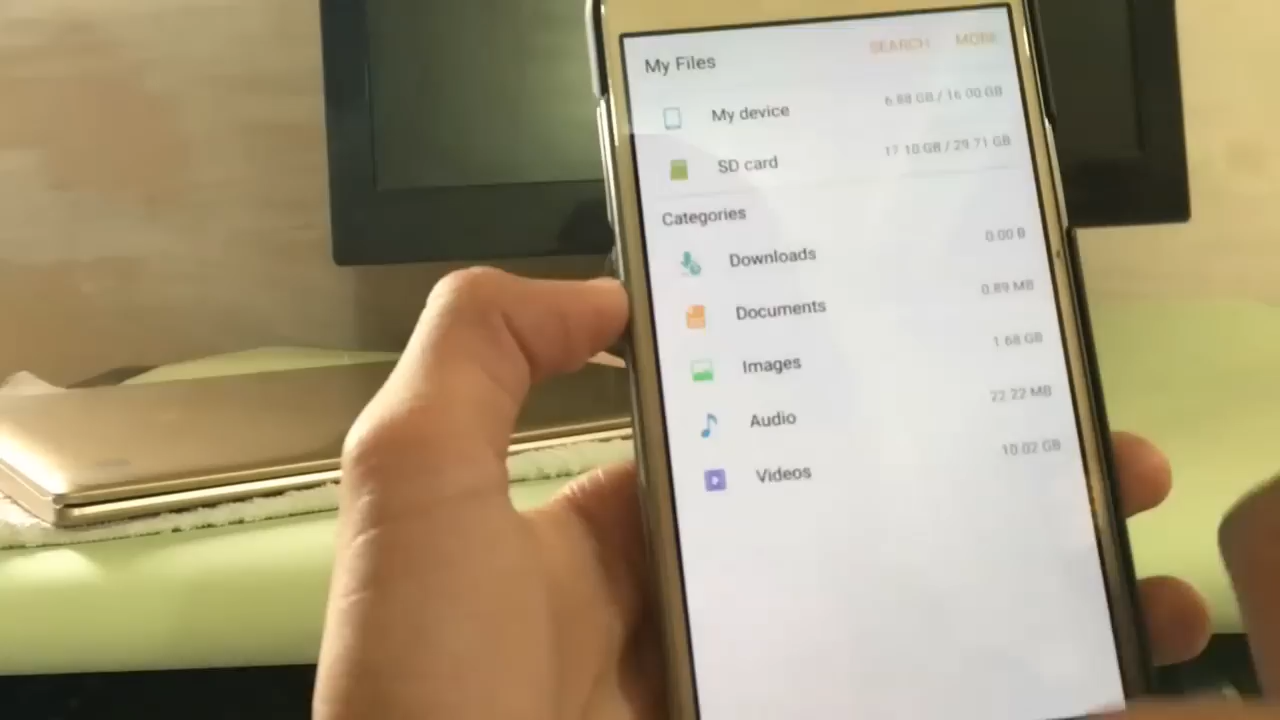 SEARCH MORE
My Files
My device 6.88 GB / 16.00 GB
SD card 17.10 GB / 29.71 GB
Categories
Downloads 0.00 B
Documents 0.89 MB
Images 1.68 GB
Audio 22.22 MB
Videos 10.02 GB